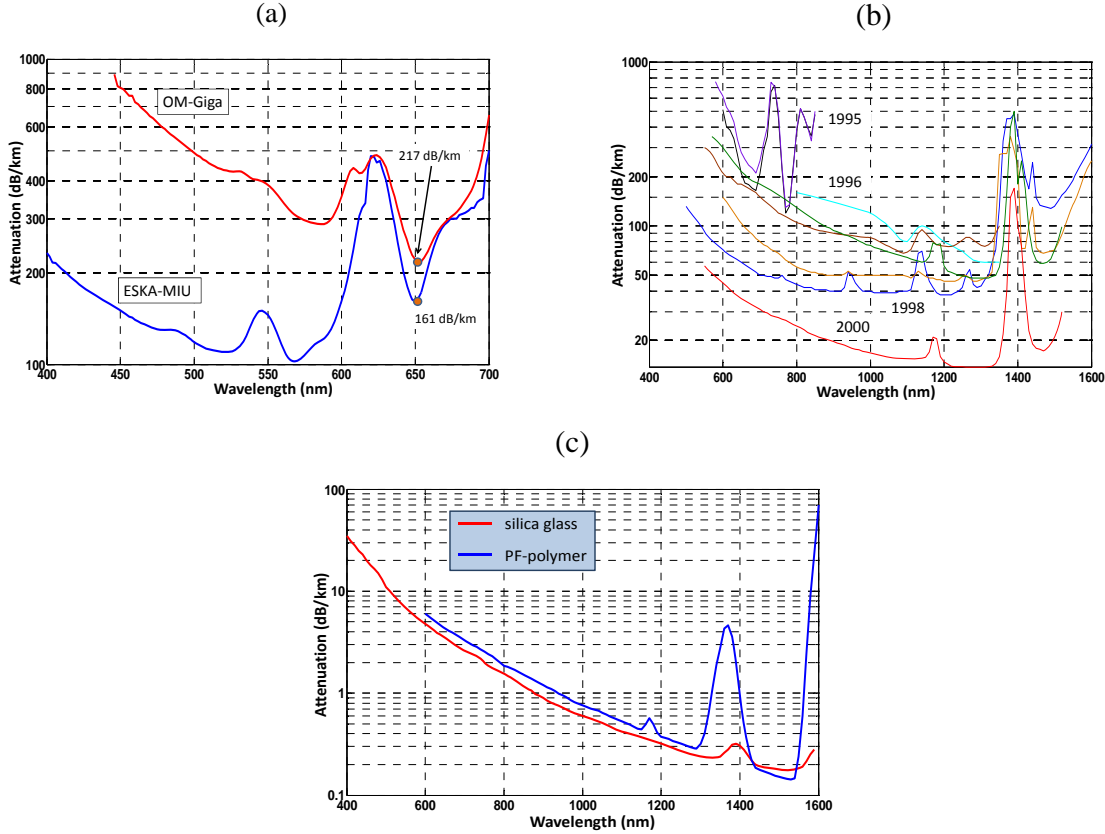 (a)
1000
800
600
400
300
200
100
Attenuation (dB/km)
OM-Giga
217 dB/km
ESKA-MIU
161 dB/km
400 450 500 550 600 650 700
Wavelength (nm)
(b)
1000
200
100
50
20
Attenuation (dB/km)
1995
1996
1998
2000
400 600 800 1000 1200 1400 1600
Wavelength (nm)
(c)
100
10
1
0.1
Attenuation (dB/km)
silica glass
PF-polymer
400 600 800 1000 1200 1400 1600
Wavelength (nm)